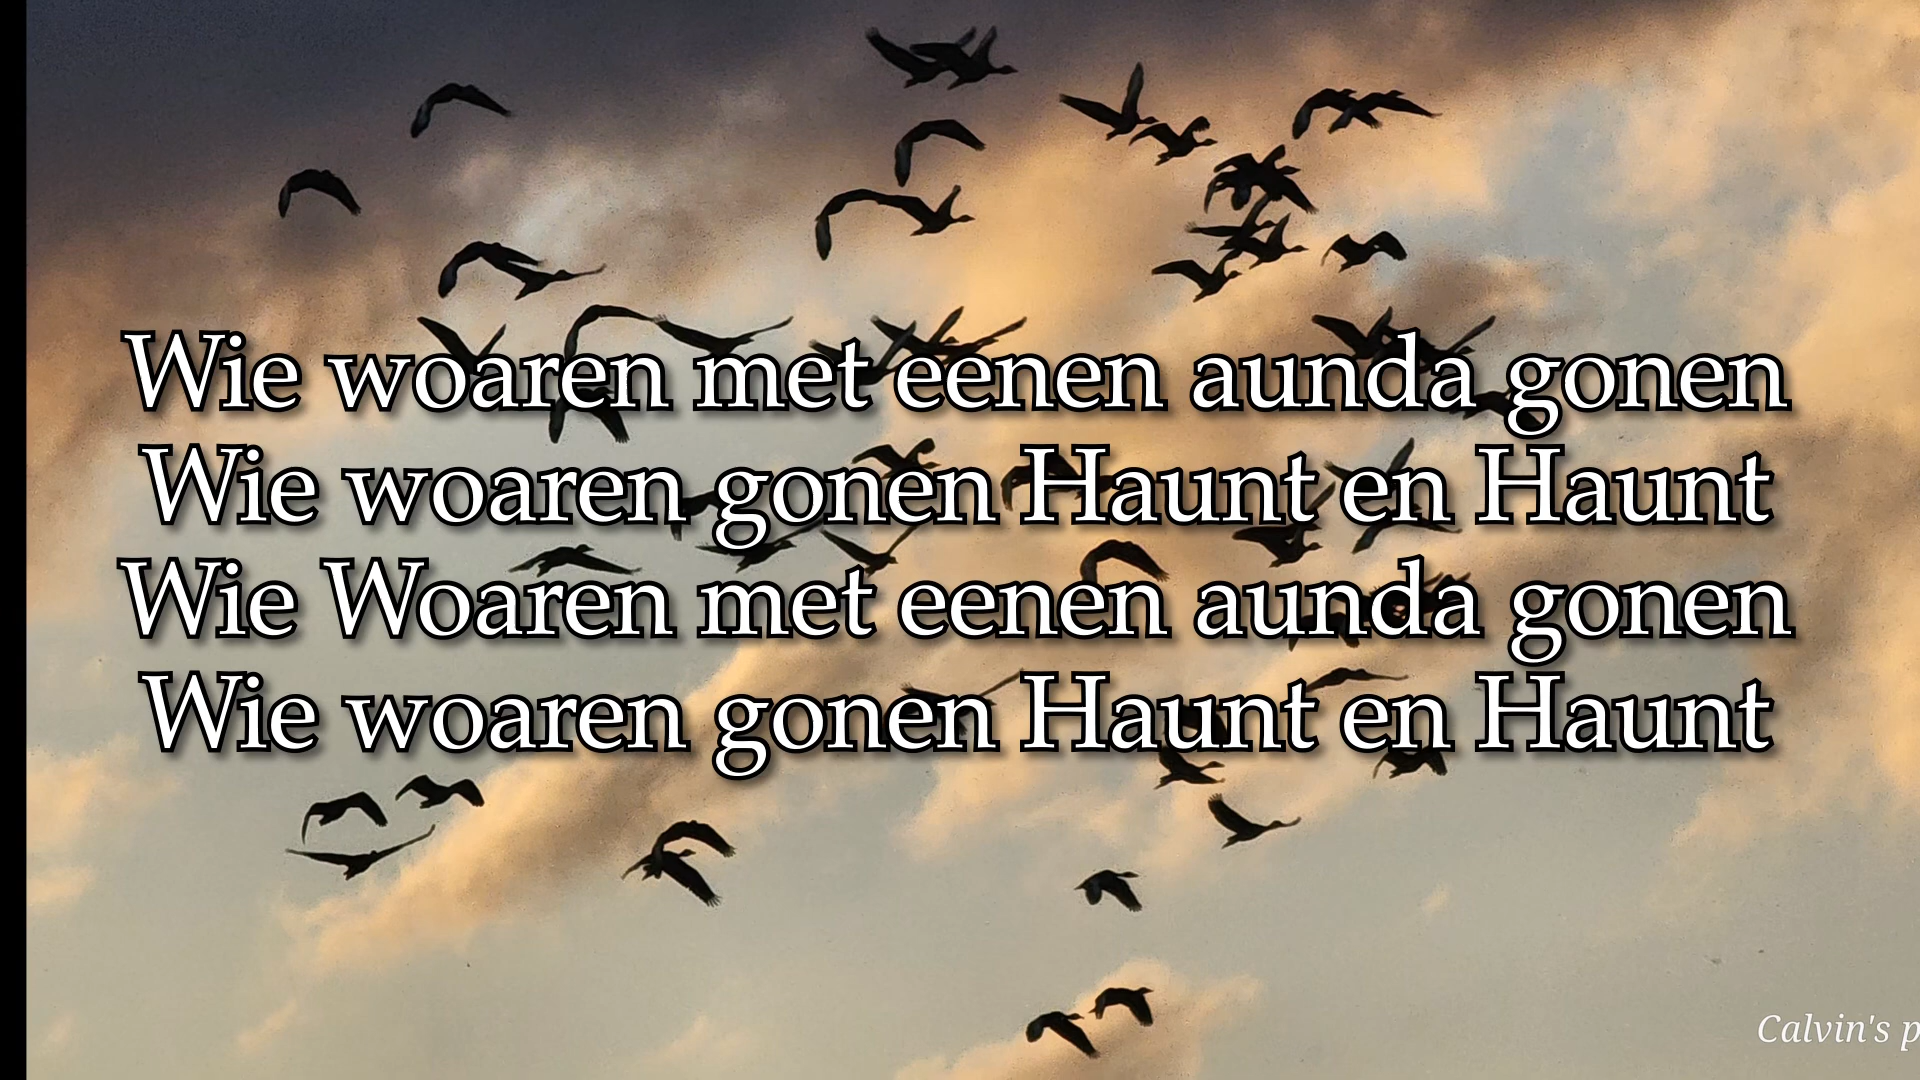 Wie woaren met eenen aunda gonen
Wie woaren gonen Haunt en Haunt
Wie Woaren met eenen aunda gonen
Wie woaren gonen Haunt en Haunt
Calvin's